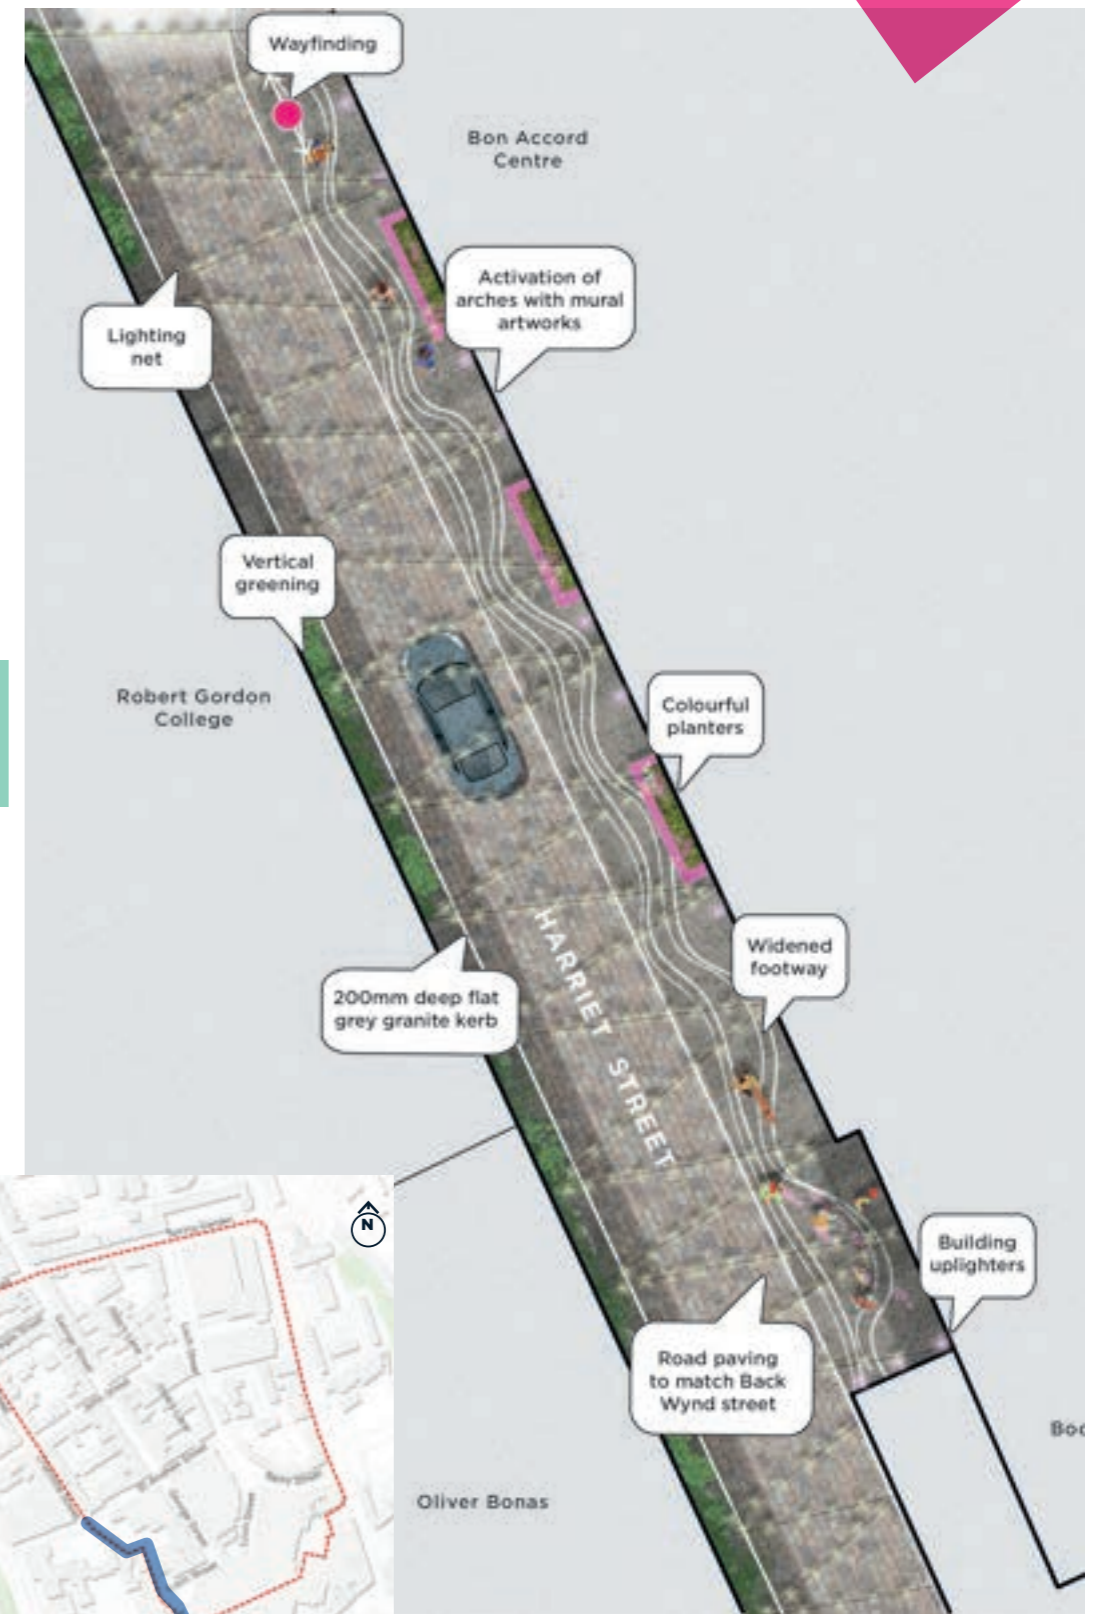 Wayfinding
Bon Accord
Centre
Activation of
arches with mural
artworks
Lighting
net
Vertical
greening
Robert Gordon
College
Colourful
planters
Widened
footway
200mm deep flat
grey granite kerb
HARRIET STREET
N
Building
uplighters
Road paving
to match Back
Wynd street
Boo
Oliver Bonas